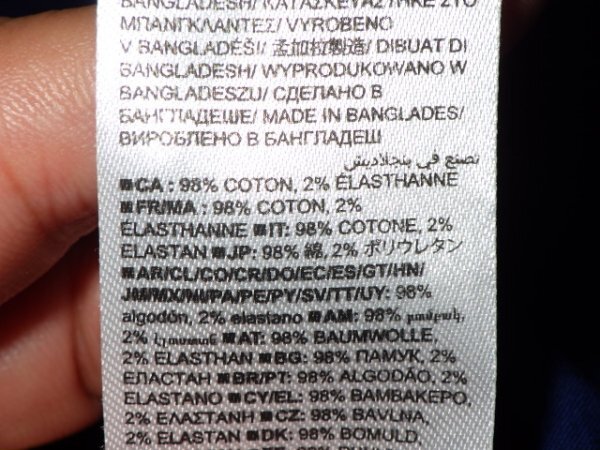 BANGLADESH/ ΚΑΤΑΣΚΕΥΑΣΤΗΚΕ ΣΤΟ
ΜΠΑΝΓΚΛΑΝΤΕΣ/ VYROBENO
V BANGLADÉŠI/ 孟加拉製造/ DIBUAT DI
BANGLADESH/ WYPRODUKOWANO W
BANGLADESZU/ СДЕЛАНО В
БАНГЛАДЕШЕ/ MADE IN BANGLADES/
ВИРОБЛЕНО В БАНГЛАДЕШ
تصنع في بنجلاديش
■CA : 98% COTON, 2% ÉLASTHANNE
■FR/MA : 98% COTON, 2%
ELASTHANNE ■IT: 98% COTONE, 2%
ELASTAN ■JP: 98% 綿, 2% ポリウレタン
■AR/CL/CO/CR/DO/EC/ES/GT/HN/
JM/MX/NI/PA/PE/PY/SV/TT/UY: 98%
algodón, 2% elastano ■AM: 98% բամբակ,
2% էլաստան ■AT: 98% BAUMWOLLE,
2% ELASTHAN ■BG: 98% ПАМУК, 2%
ЕЛАСТАН ■BR/PT: 98% ALGODÃO, 2%
ELASTANO ■CY/EL: 98% ΒΑΜΒΑΚΕΡΟ,
2% ΕΛΑΣΤΑΝΗ ■CZ: 98% BAVLNA,
2% ELASTAN ■DK: 98% BOMULD,